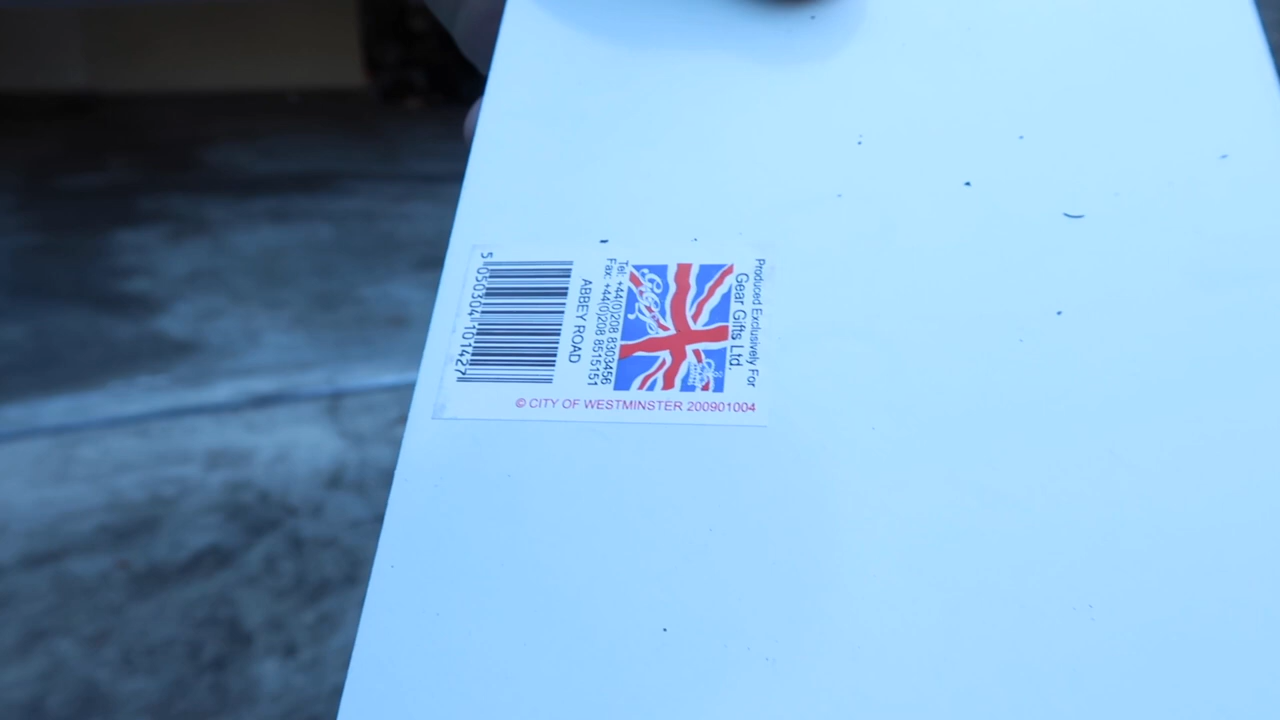 Produced Exclusively For
Gear Gifts Ltd.
Tel: +44(0)208 8303456
Fax: +44(0)208 8515151
ABBEY ROAD
5 050304 101427
© CITY OF WESTMINSTER 200901004